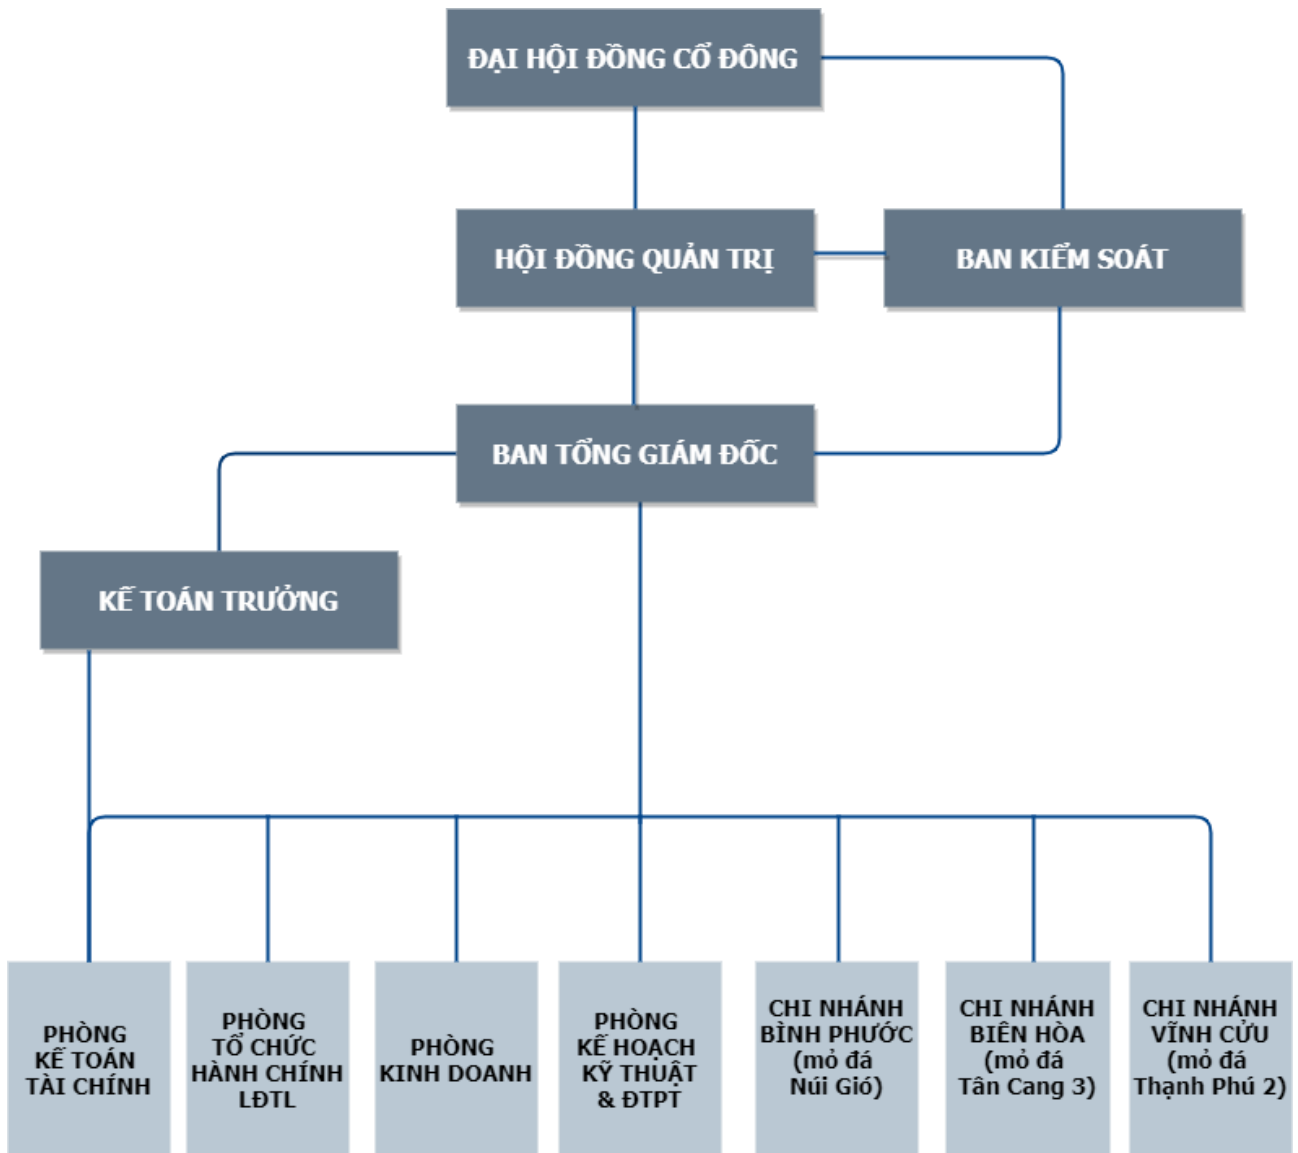 ĐẠI HỘI ĐỒNG CỔ ĐÔNG
HỘI ĐỒNG QUẢN TRỊ
BAN KIỂM SOÁT
BAN TỔNG GIÁM ĐỐC
KẾ TOÁN TRƯỞNG
PHÒNG
KẾ TOÁN
TÀI CHÍNH
PHÒNG
TỔ CHỨC
HÀNH CHÍNH
LĐTL
PHÒNG
KINH DOANH
PHÒNG
KẾ HOẠCH
KỸ THUẬT
& ĐTPT
CHI NHÁNH
BÌNH PHƯỚC
(mỏ đá
Núi Gió)
CHI NHÁNH
BIÊN HÒA
(mỏ đá
Tân Cang 3)
CHI NHÁNH
VĨNH CỬU
(mỏ đá
Thạnh Phú 2)